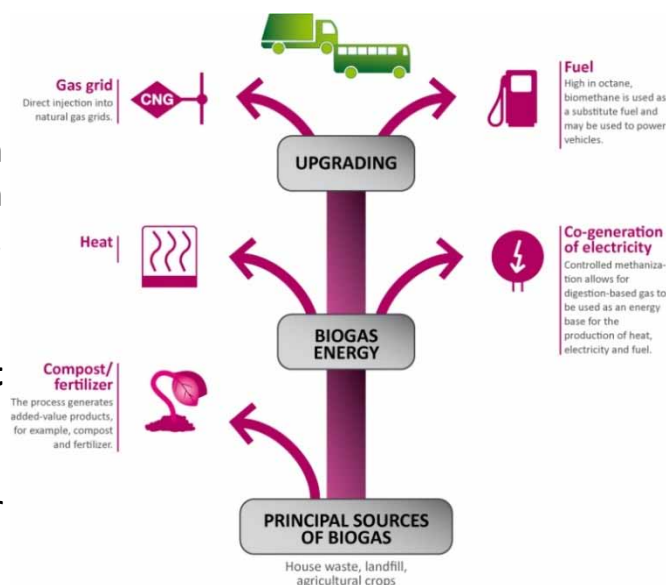 Gas grid
Direct injection into
natural gas grids.
CNG
Fuel
High in octane,
biomethane is used as
a substitute fuel and
may be used to power
vehicles.
UPGRADING
Heat
Co-generation
of electricity
Controlled methaniza-
tion allows for
digestion-based gas to
be used as an energy
base for the
production of heat,
electricity and fuel.
BIOGAS
ENERGY
Compost/
fertilizer
The process generates
added-value products,
for example, compost
and fertilizer.
PRINCIPAL SOURCES
OF BIOGAS
House waste, landfill,
agricultural crops